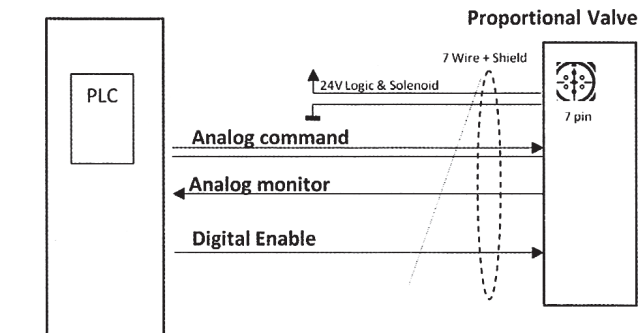 Proportional Valve
7 Wire + Shield
24V Logic & Solenoid
PLC
7 pin
Analog command
Analog monitor
Digital Enable